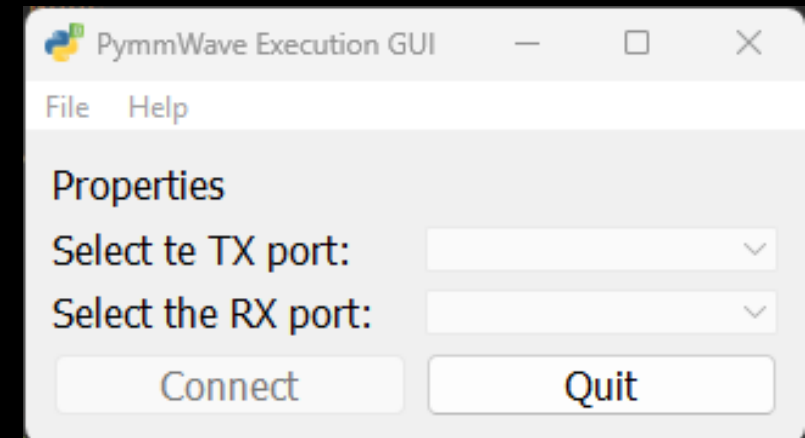 PymmWave Execution GUI
File Help
Properties
Select te TX port:
Select the RX port:
Connect Quit